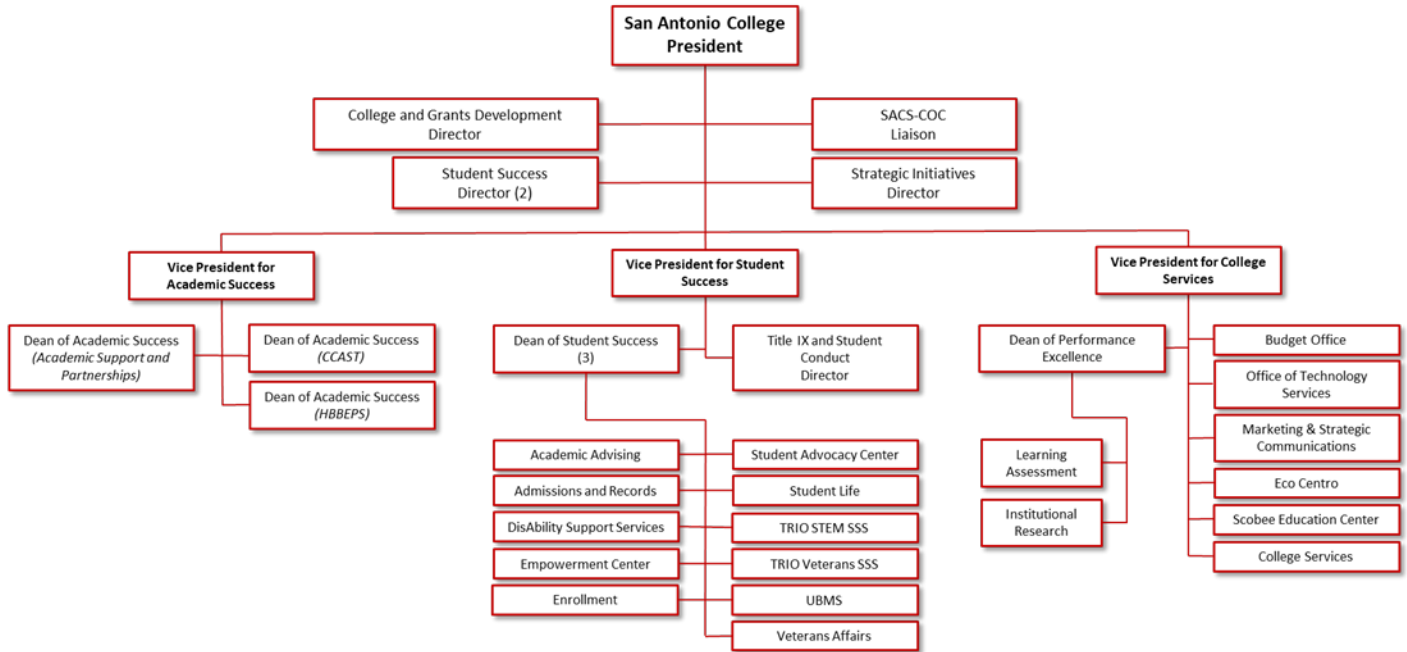 San Antonio College
President
College and Grants Development
Director
SACS-COC
Liaison
Student Success
Director (2)
Strategic Initiatives
Director
Vice President for
Academic Success
Vice President for Student
Success
Vice President for College
Services
Dean of Academic Success
(Academic Support and
Partnerships)
Dean of Academic Success
(CCAST)
Dean of Academic Success
(HBBEPS)
Dean of Student Success
(3)
Title IX and Student
Conduct
Director
Academic Advising
Student Advocacy Center
Admissions and Records
Student Life
DisAbility Support Services
TRIO STEM SSS
Empowerment Center
TRIO Veterans SSS
Enrollment
UBMS
Veterans Affairs
Dean of Performance
Excellence
Learning
Assessment
Institutional
Research
Budget Office
Office of Technology
Services
Marketing & Strategic
Communications
Eco Centro
Scobee Education Center
College Services